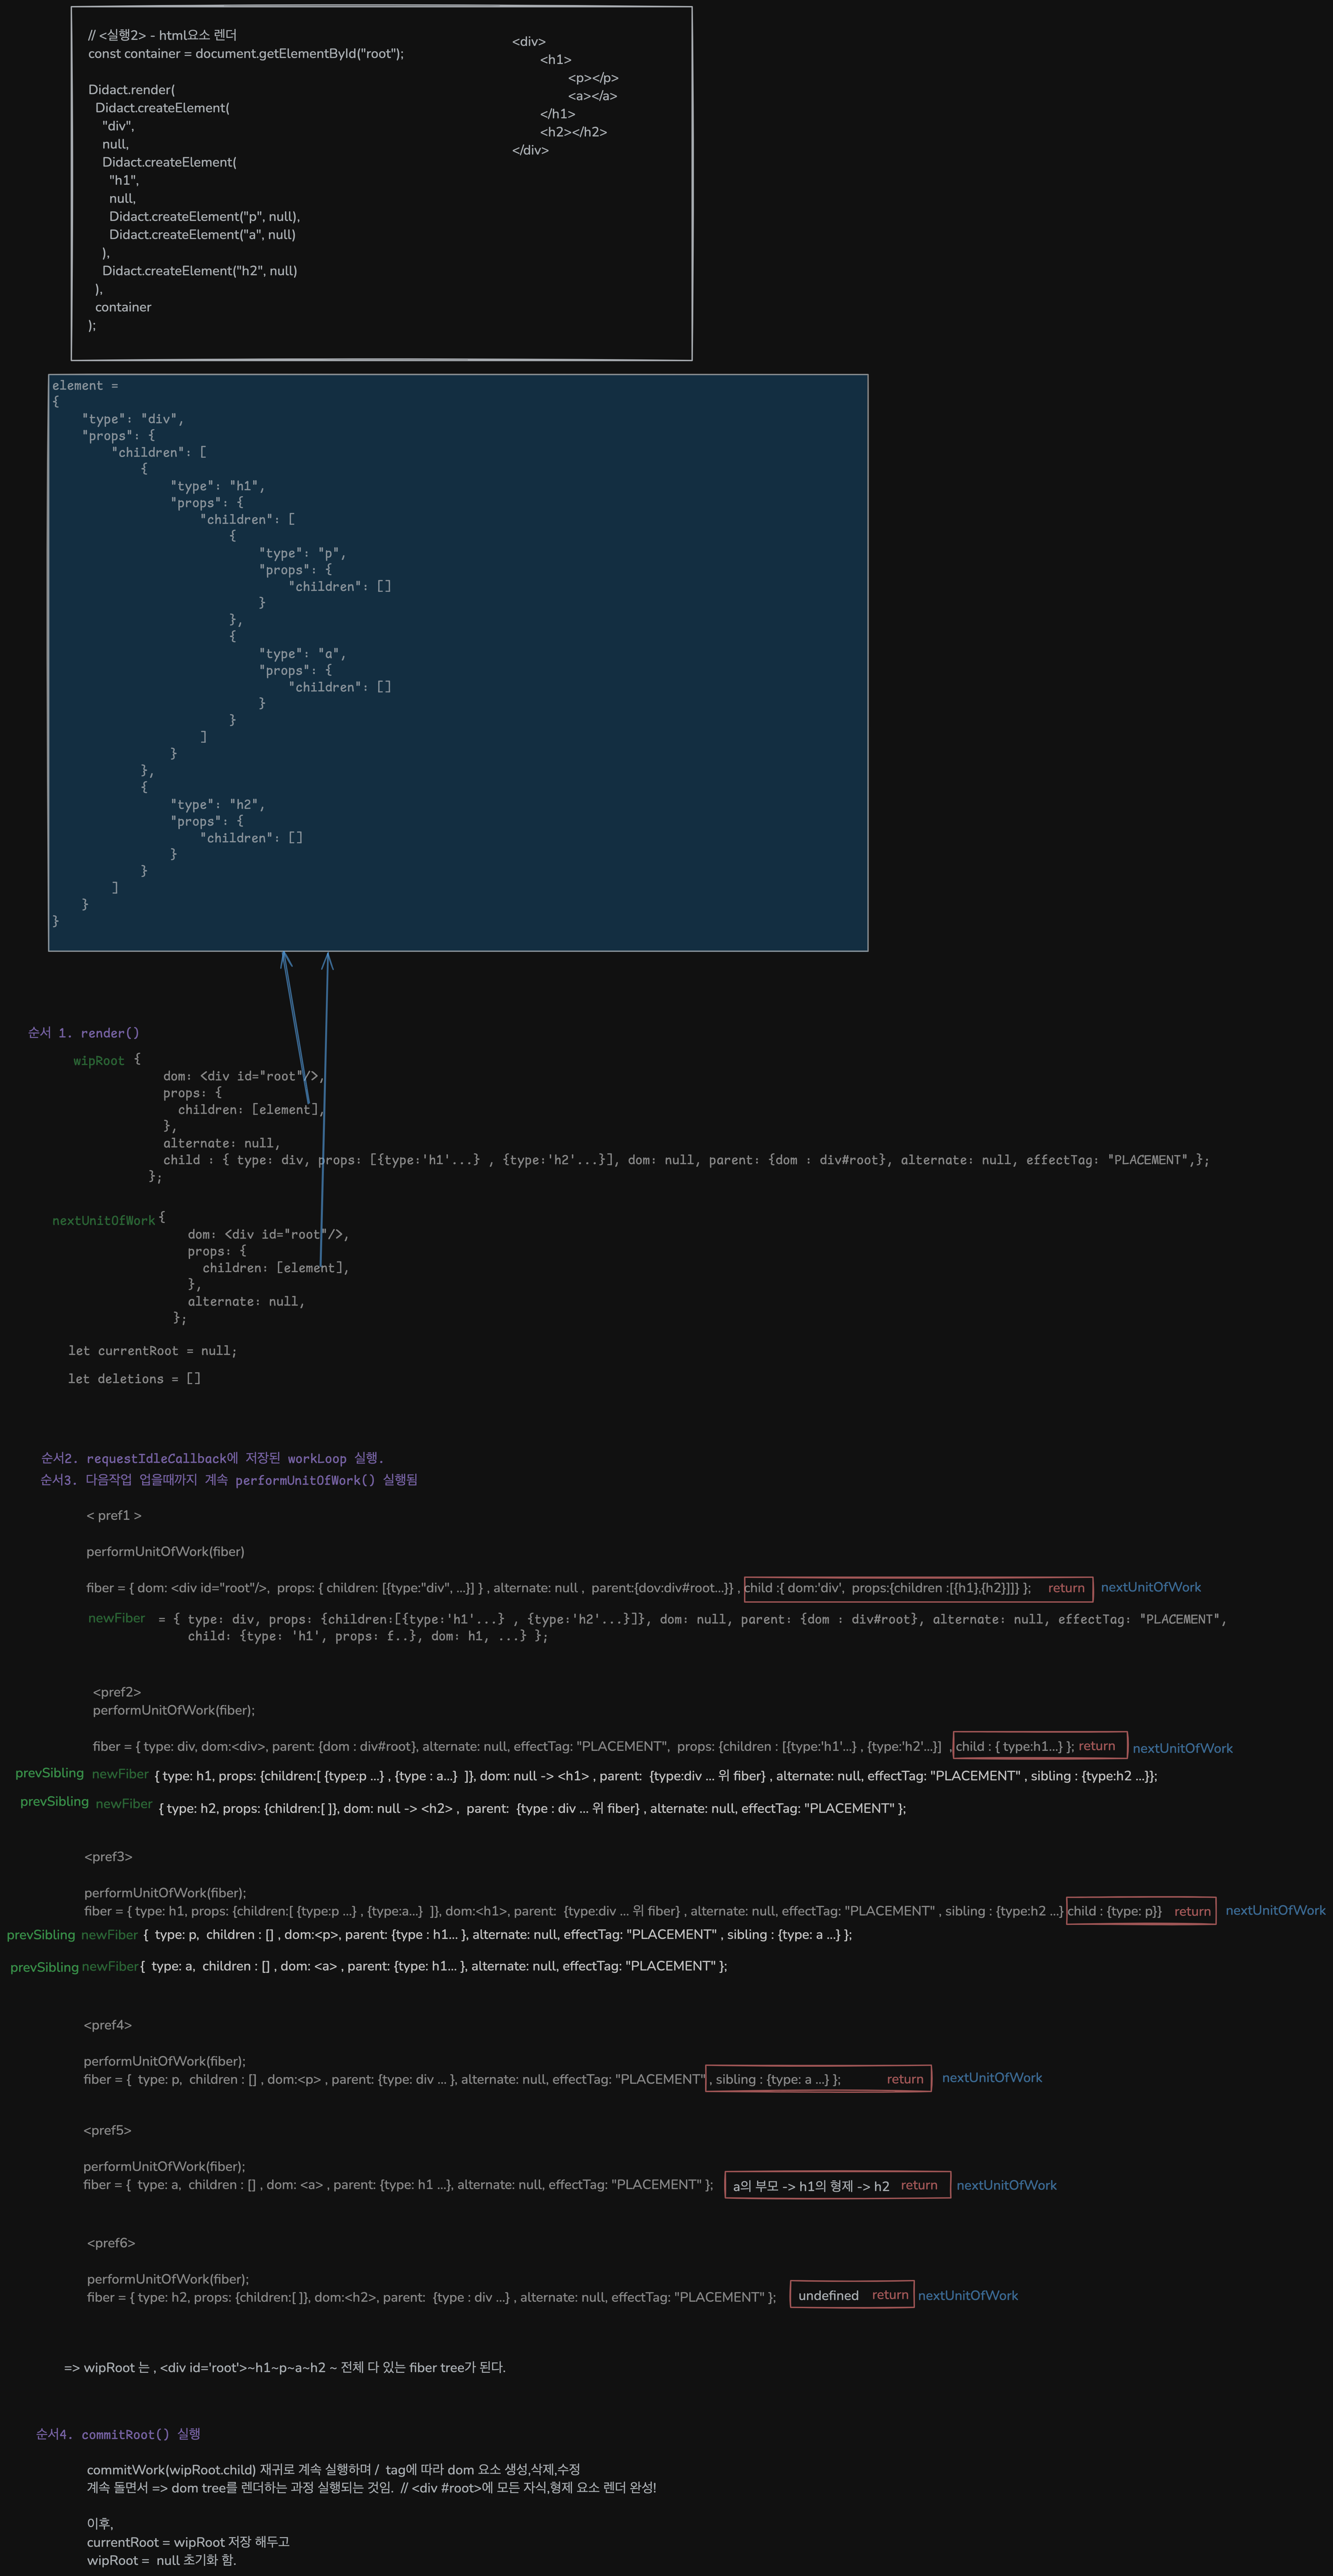 // <실행2> - html요소 렌더
const container = document.getElementById("root");
Didact.render(
Didact.createElement(
"div",
null,
Didact.createElement(
"h1",
null,
Didact.createElement("p", null),
Didact.createElement("a", null)
),
Didact.createElement("h2", null)
),
container
);
<div>
<h1>
<p></p>
<a></a>
</h1>
<h2></h2>
</div>
element =
{
"type": "div",
"props": {
"children": [
{
"type": "h1",
"props": {
"children": [
{
"type": "p",
"props": {
"children": []
}
},
{
"type": "a",
"props": {
"children": []
}
}
]
}
},
{
"type": "h2",
"props": {
"children": []
}
}
]
}
}
순서 1. render()
wipRoot {
dom: <div id="root"/>,
props: {
children: [element],
},
alternate: null,
child : { type: div, props: [{type:'h1'...} , {type:'h2'...}], dom: null, parent: {dom : div#root}, alternate: null, effectTag: "PLACEMENT",};
};
nextUnitOfWork {
dom: <div id="root"/>,
props: {
children: [element],
},
alternate: null,
};
let currentRoot = null;
let deletions = []
순서2. requestIdleCallback에 저장된 workLoop 실행.
순서3. 다음작업 업을때까지 계속 performUnitOfWork() 실행됨
< pref1 >
performUnitOfWork(fiber)
fiber = { dom: <div id="root"/>, props: { children: [{type:"div", ...}] } , alternate: null , parent:{dov:div#root...}} , child :{ dom:'div', props:{children :[{h1},{h2}]]} }; return nextUnitOfWork
newFiber = { type: div, props: {children:[{type:'h1'...} , {type:'h2'...}]}, dom: null, parent: {dom : div#root}, alternate: null, effectTag: "PLACEMENT",
child: {type: 'h1', props: f..}, dom: h1, ...} };
<pref2>
performUnitOfWork(fiber);
fiber = { type: div, dom:<div>, parent: {dom : div#root}, alternate: null, effectTag: "PLACEMENT", props: {children : [{type:'h1'...} , {type:'h2'...}] , child : { type:h1...} }; return nextUnitOfWork
prevSibling newFiber { type: h1, props: {children:[ {type:p ...} , {type : a...} ]}, dom: null -> <h1> , parent: {type:div ... 위 fiber} , alternate: null, effectTag: "PLACEMENT" , sibling : {type:h2 ...}};
prevSibling newFiber { type: h2, props: {children:[ ]}, dom: null -> <h2> , parent: {type : div ... 위 fiber} , alternate: null, effectTag: "PLACEMENT" };
<pref3>
performUnitOfWork(fiber);
fiber = { type: h1, props: {children:[ {type:p ...} , {type:a...} ]}, dom:<h1>, parent: {type:div ... 위 fiber} , alternate: null, effectTag: "PLACEMENT" , sibling : {type:h2 ...} child : {type: p}} return nextUnitOfWork
prevSibling newFiber { type: p, children : [] , dom:<p>, parent: {type : h1... }, alternate: null, effectTag: "PLACEMENT" , sibling : {type: a ...} };
prevSibling newFiber { type: a, children : [] , dom: <a> , parent: {type: h1... }, alternate: null, effectTag: "PLACEMENT" };
<pref4>
performUnitOfWork(fiber);
fiber = { type: p, children : [] , dom:<p> , parent: {type: div ... }, alternate: null, effectTag: "PLACEMENT" , sibling : {type: a ...} }; return nextUnitOfWork
<pref5>
performUnitOfWork(fiber);
fiber = { type: a, children : [] , dom: <a> , parent: {type: h1 ...}, alternate: null, effectTag: "PLACEMENT" }; a의 부모 -> h1의 형제 -> h2 return nextUnitOfWork
<pref6>
performUnitOfWork(fiber);
fiber = { type: h2, props: {children:[ ]}, dom:<h2>, parent: {type : div ...} , alternate: null, effectTag: "PLACEMENT" }; undefined return nextUnitOfWork
=> wipRoot 는 , <div id='root'>~h1~p~a~h2 ~ 전체 다 있는 fiber tree가 된다.
순서4. commitRoot() 실행
commitWork(wipRoot.child) 재귀로 계속 실행하며 / tag에 따라 dom 요소 생성,삭제,수정
계속 돌면서 => dom tree를 렌더하는 과정 실행되는 것임. // <div #root>에 모든 자식,형제 요소 렌더 완성!
이후,
currentRoot = wipRoot 저장 해두고
wipRoot = null 초기화 함.